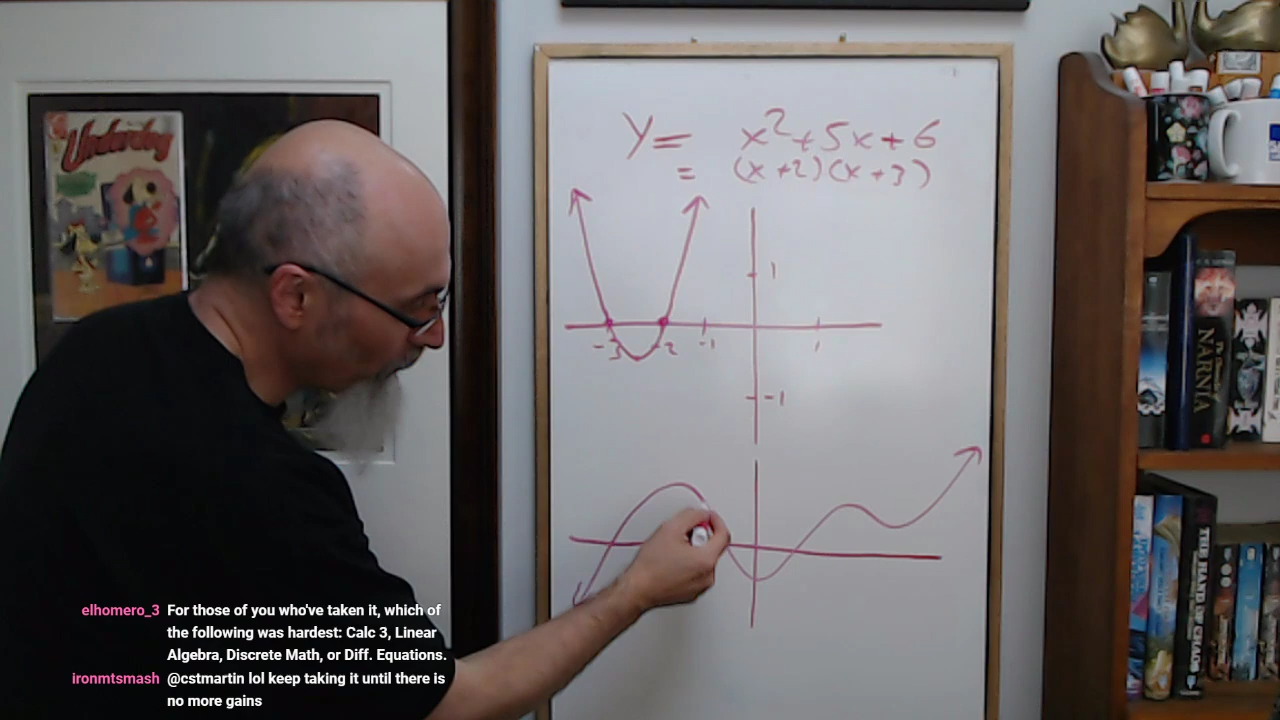 Underdog
Y = x²+5x+6
= (x+2)(x+3)
1
-3 -2 -1 1
-1
NARNIA
THE HAND OF CHAOS
elhomero_3 For those of you who've taken it, which of
the following was hardest: Calc 3, Linear
Algebra, Discrete Math, or Diff. Equations.
ironmtsmash @cstmartin lol keep taking it until there is
no more gains